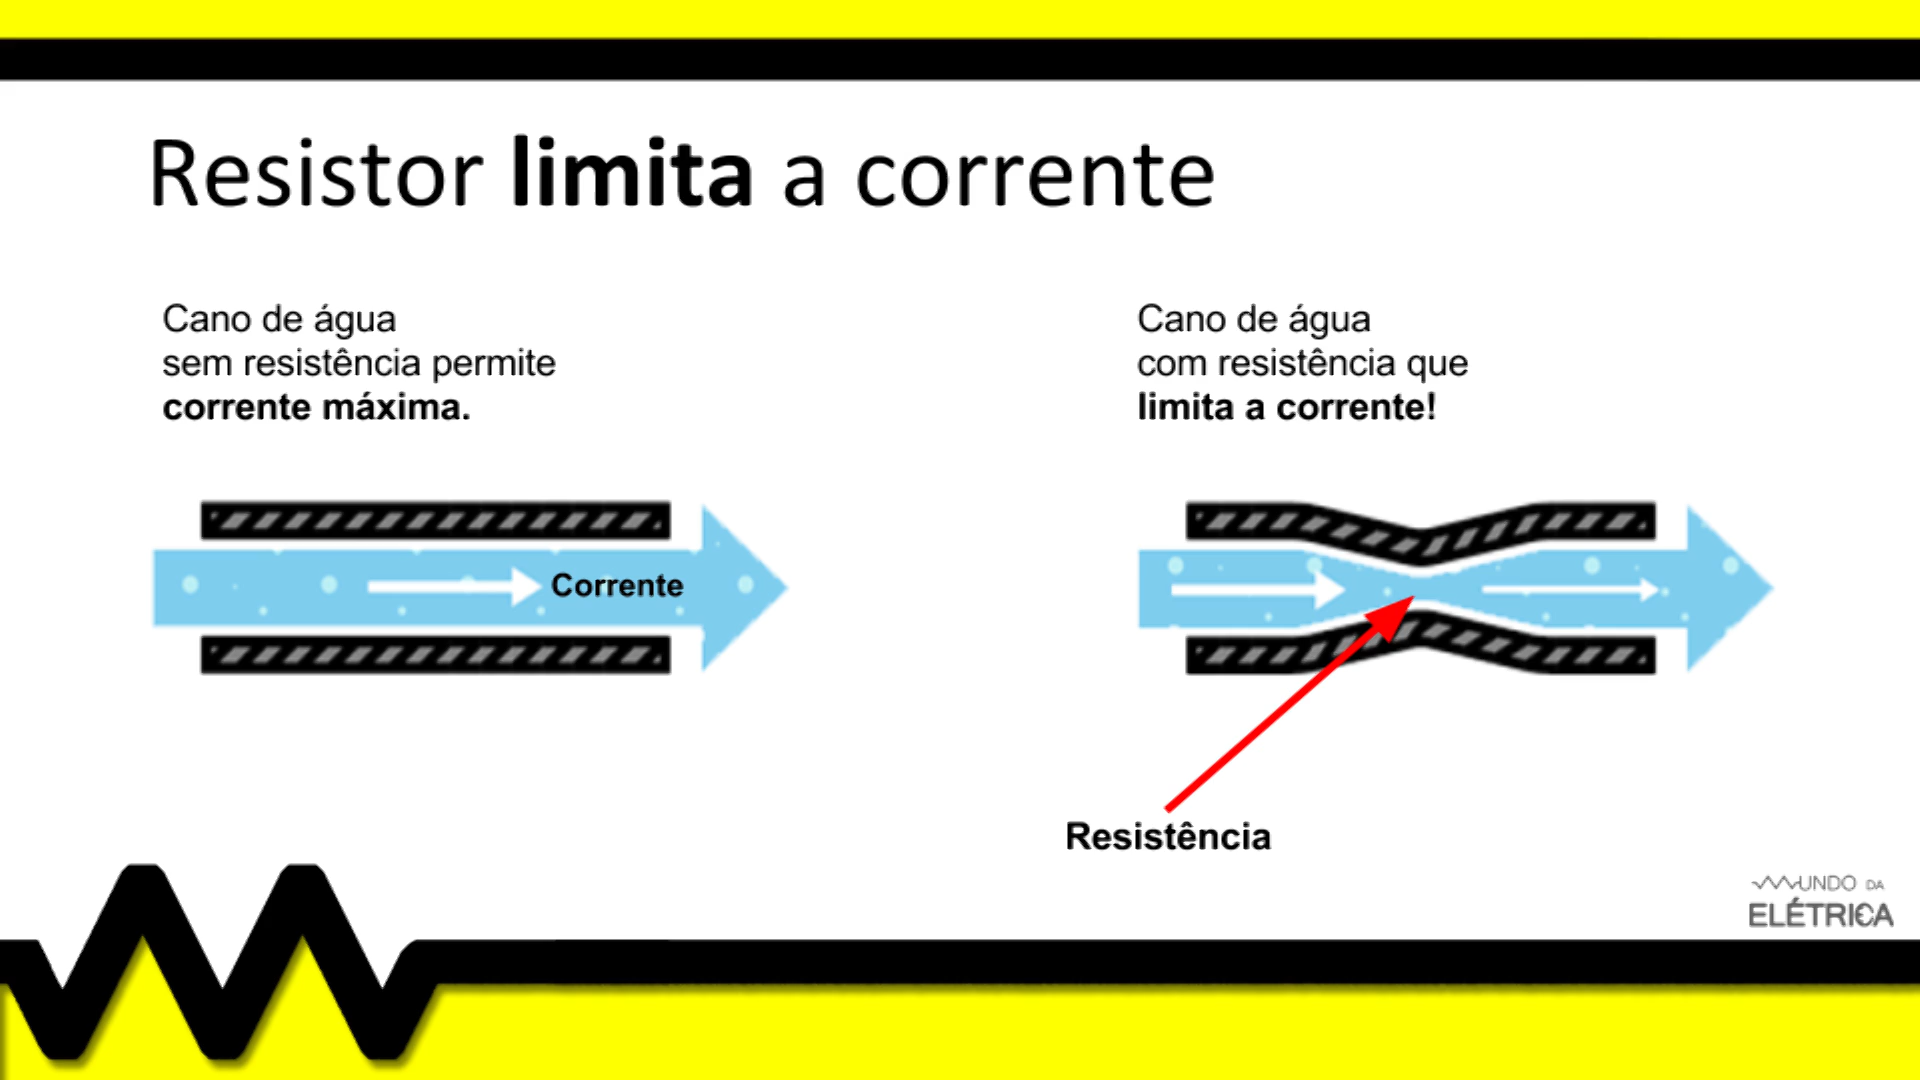 Resistor limita a corrente
Cano de água
sem resistência permite
corrente máxima.
Cano de água
com resistência que
limita a corrente!
Corrente
Resistência
MUNDO DA
ELÉTRICA